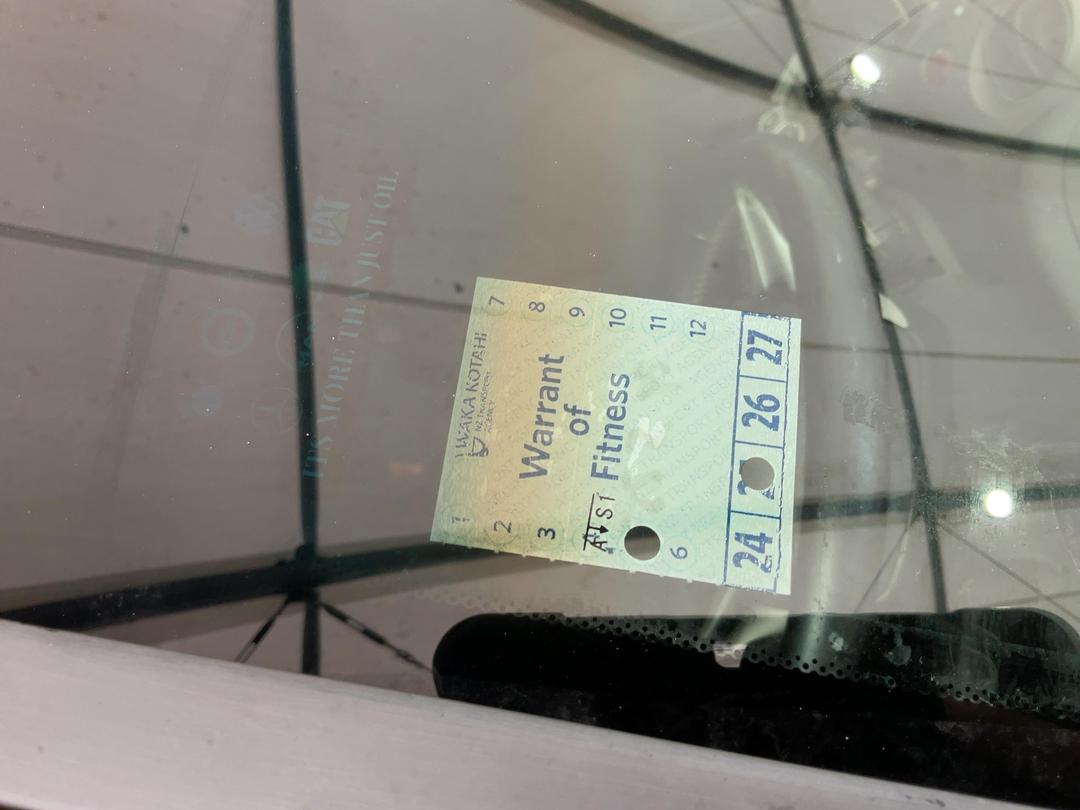 WAKA KOTAHI
NZ TRANSPORT
AGENCY
Warrant
of
Fitness
1
2
3
6
7
8
9
10
11
12
24
26
27
CAT
IT'S MORE THAN JUST OIL